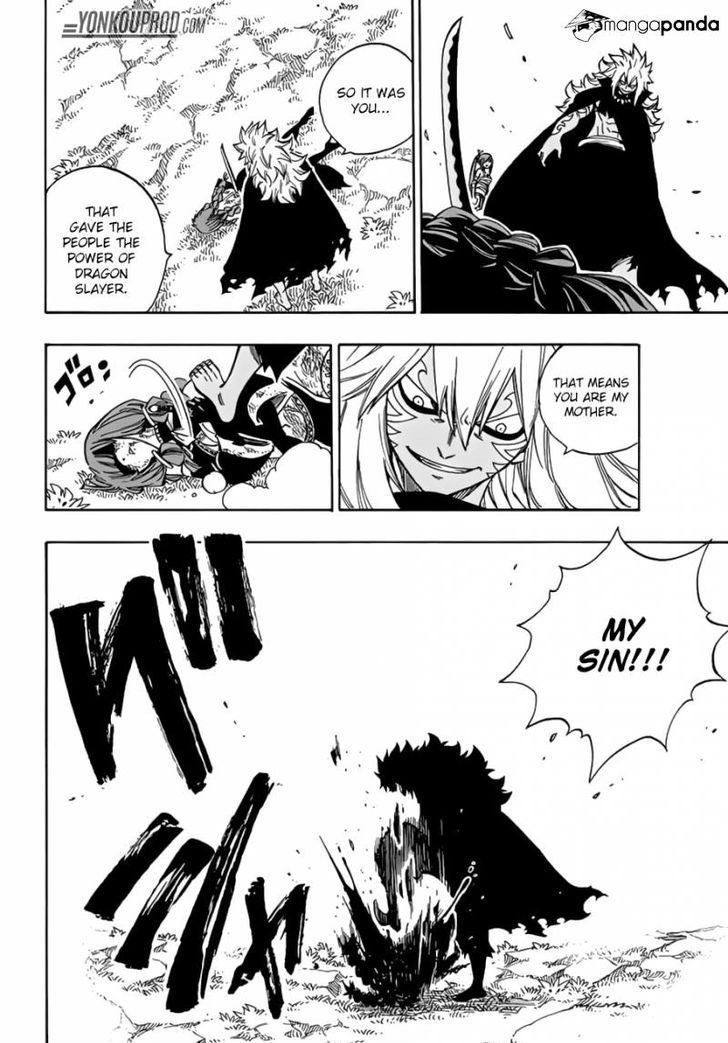 =YONKOUPROD.COM
mangapanda
SO IT WAS
YOU...
THAT
GAVE THE
PEOPLE THE
POWER OF
DRAGON
SLAYER.
THAT MEANS
YOU ARE MY
MOTHER.
ゴロ
MY
SIN!!!